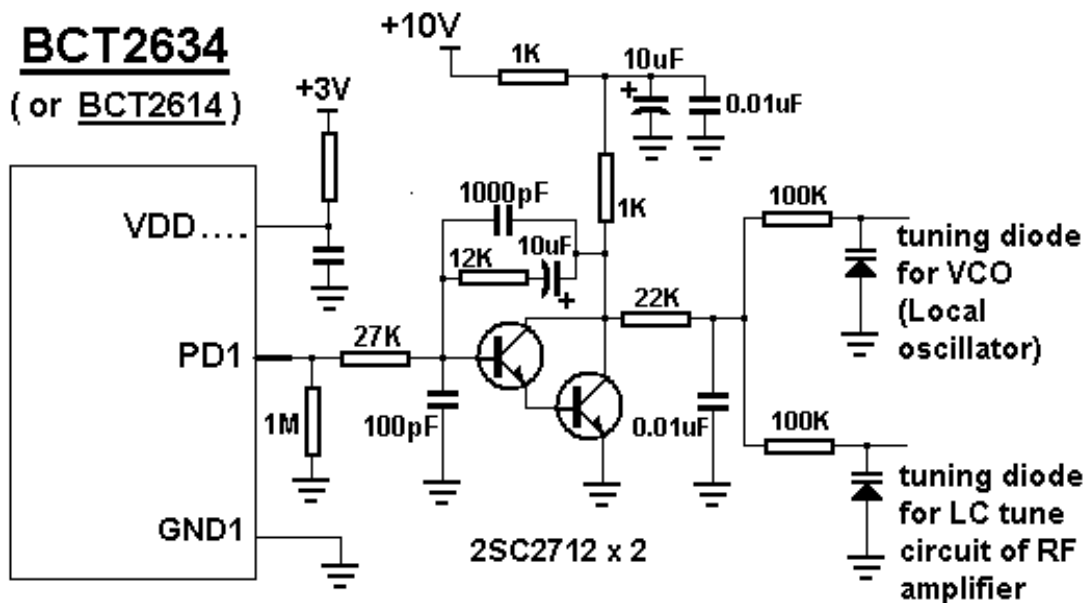 BCT2634
( or BCT2614 )
+3V
VDD....
PD1
GND1
+10V
1K
10uF
+
0.01uF
1K
1000pF
10uF
12K
+
27K
100pF
1M
22K
0.01uF
2SC2712 x 2
100K
tuning diode
for VCO
(Local
oscillator)
100K
tuning diode
for LC tune
circuit of RF
amplifier